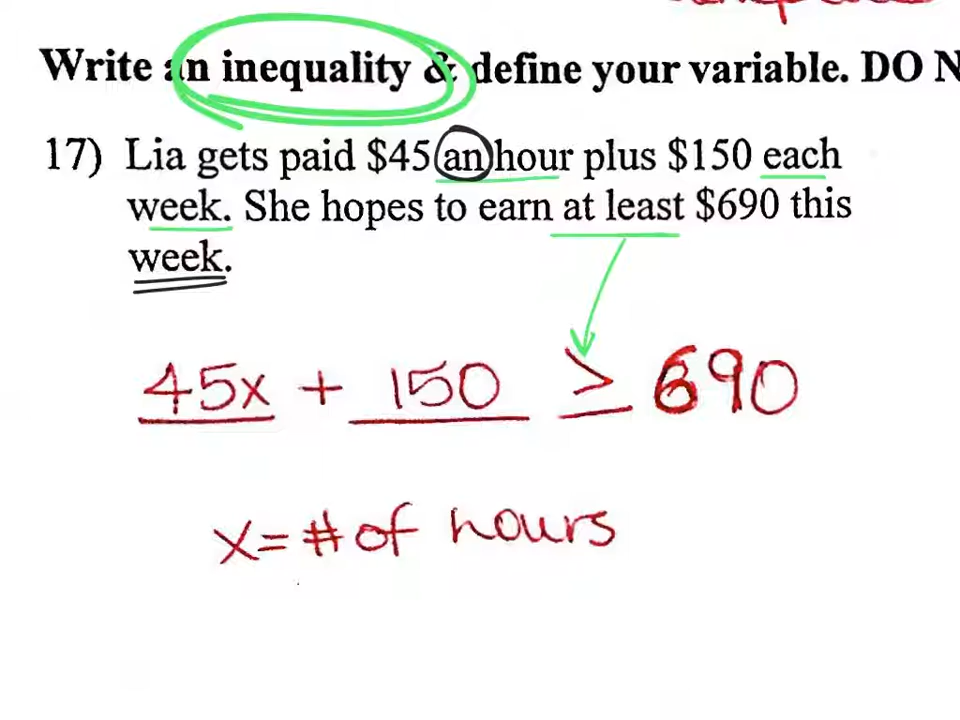 Write an inequality & define your variable. DO N
17) Lia gets paid $45 an hour plus $150 each
week. She hopes to earn at least $690 this
week.
45x + 150 ≥ 690
x = # of hours